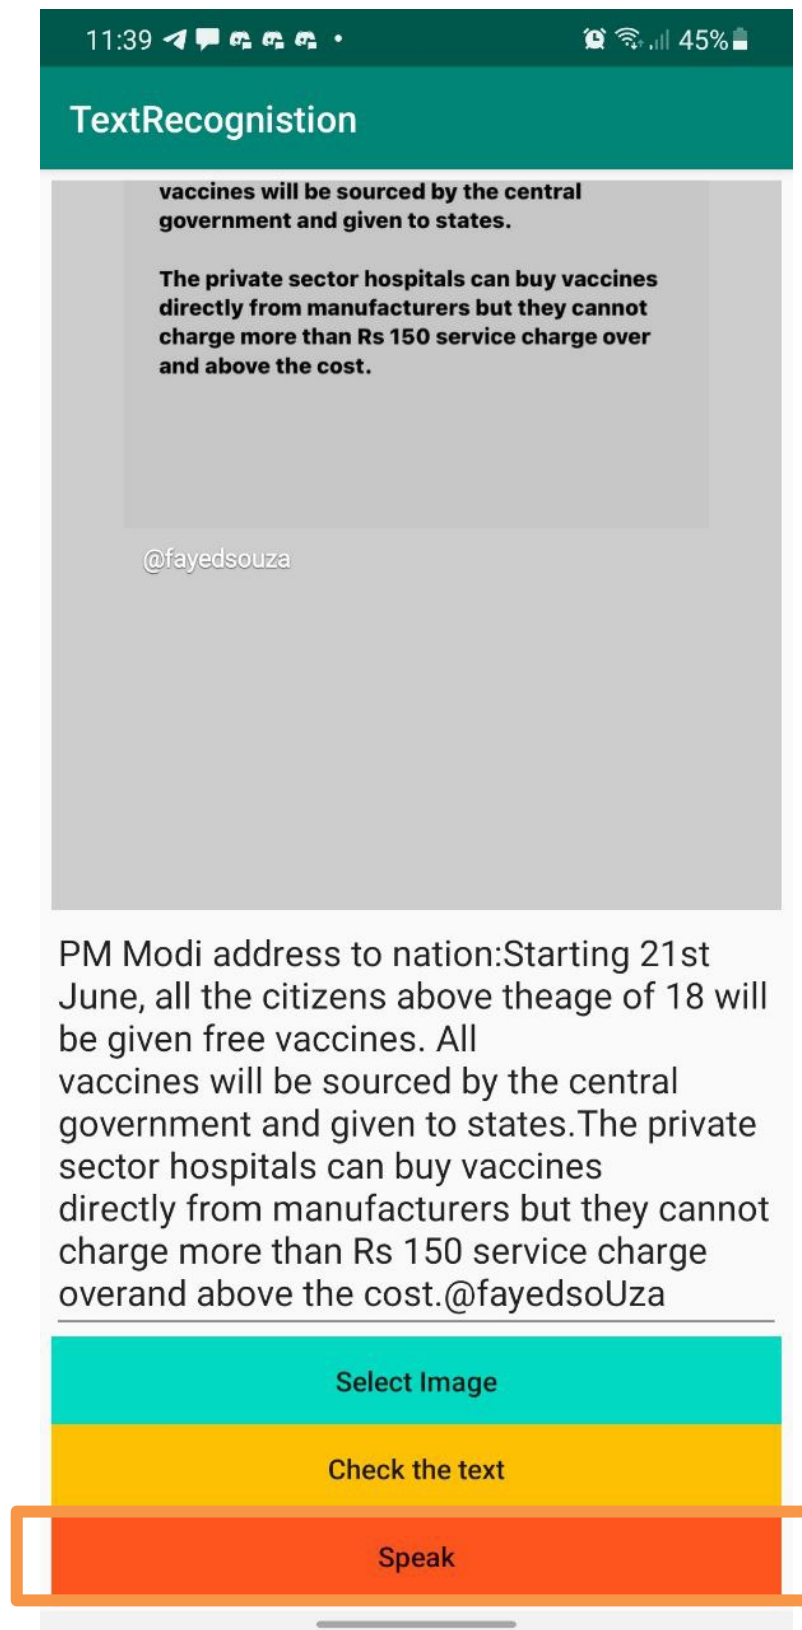 11:39 45%
TextRecognistion
vaccines will be sourced by the central
government and given to states.
The private sector hospitals can buy vaccines
directly from manufacturers but they cannot
charge more than Rs 150 service charge over
and above the cost.
@fayedsouza
PM Modi address to nation:Starting 21st
June, all the citizens above theage of 18 will
be given free vaccines. All
vaccines will be sourced by the central
government and given to states.The private
sector hospitals can buy vaccines
directly from manufacturers but they cannot
charge more than Rs 150 service charge
overand above the cost.@fayedsoUza
Select Image
Check the text
Speak